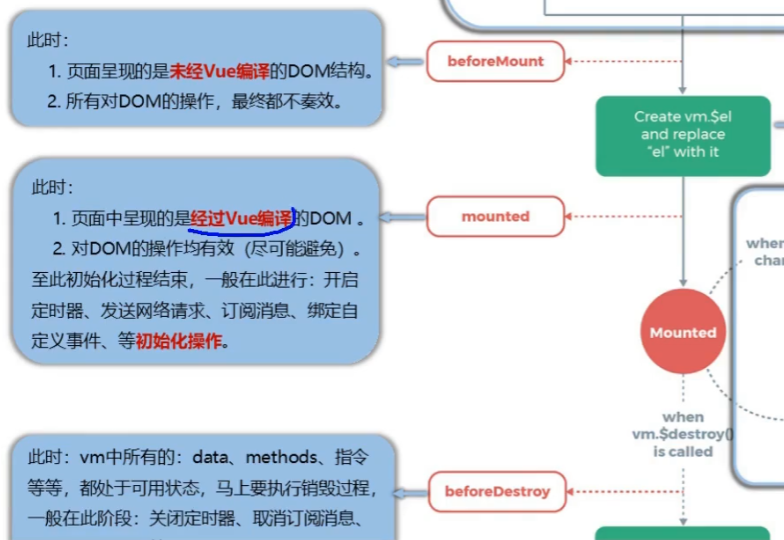 此时：
1. 页面呈现的是未经Vue编译的DOM结构。
2. 所有对DOM的操作，最终都不奏效。
beforeMount
Create vm.$el
and replace
"el" with it
此时：
1. 页面中呈现的是经过Vue编译的DOM 。
2. 对DOM的操作均有效（尽可能避免）。
至此初始化过程结束，一般在此进行：开启
定时器、发送网络请求、订阅消息、绑定自
定义事件、等初始化操作。
mounted
when
Mounted
when
vm.$destroy()
is called
此时：vm中所有的：data、methods、指令
等等，都处于可用状态，马上要执行销毁过程，
一般在此阶段：关闭定时器、取消订阅消息、
beforeDestroy